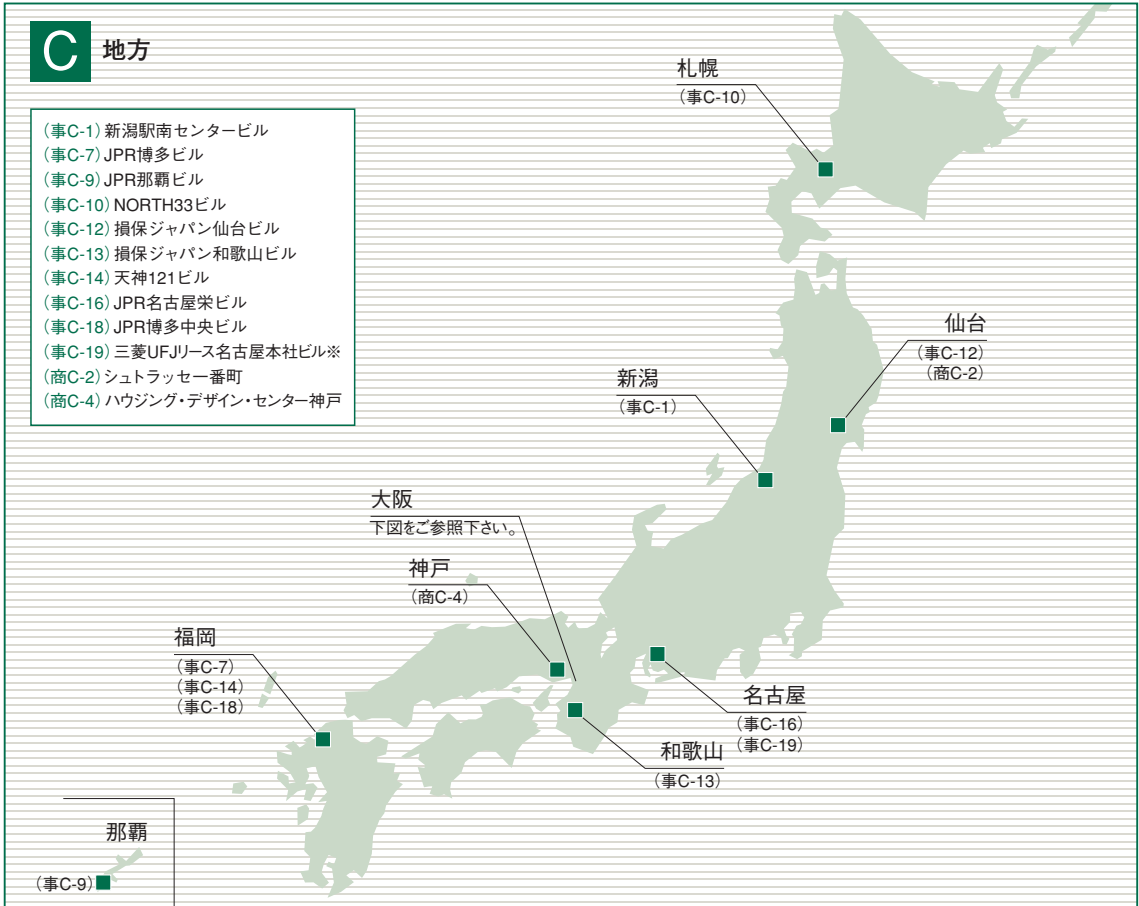 C 地方
(事C-1) 新潟駅南センタービル
(事C-7) JPR博多ビル
(事C-9) JPR那覇ビル
(事C-10) NORTH33ビル
(事C-12) 損保ジャパン仙台ビル
(事C-13) 損保ジャパン和歌山ビル
(事C-14) 天神121ビル
(事C-16) JPR名古屋栄ビル
(事C-18) JPR博多中央ビル
(事C-19) 三菱UFJリース名古屋本社ビル※
(商C-2) シュトラッセ一番町
(商C-4) ハウジング・デザイン・センター神戸
札幌
(事C-10)
仙台
(事C-12)
(商C-2)
新潟
(事C-1)
大阪
下図をご参照下さい。
神戸
(商C-4)
福岡
(事C-7)
(事C-14)
(事C-18)
名古屋
(事C-16)
(事C-19)
和歌山
(事C-13)
那覇
(事C-9)